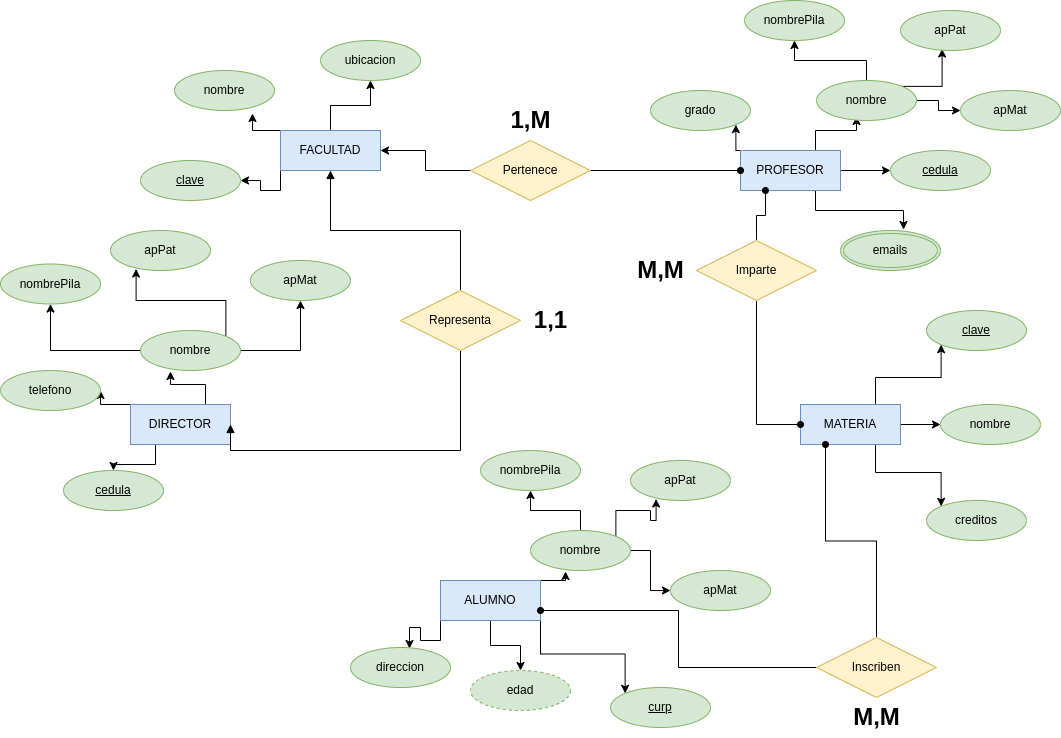 nombrePila
apPat
ubicacion
nombre
grado
nombre
apMat
1,M
FACULTAD
Pertenece
PROFESOR
cedula
clave
emails
apPat
nombrePila
apMat
M,M
Imparte
nombre
Representa
1,1
clave
telefono
DIRECTOR
MATERIA
nombre
cedula
nombrePila
apPat
creditos
nombre
apMat
ALUMNO
direccion
edad
curp
Inscriben
M,M